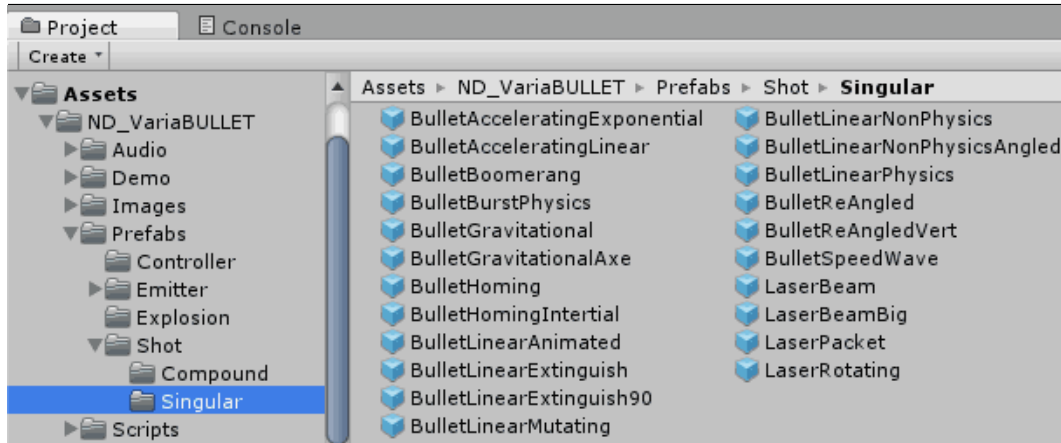 Project
Console
Create
Assets
ND_VariaBULLET
Audio
Demo
Images
Prefabs
Controller
Emitter
Explosion
Shot
Compound
Singular
Scripts
Assets ▸ ND_VariaBULLET ▸ Prefabs ▸ Shot ▸ Singular
BulletAcceleratingExponential
BulletAcceleratingLinear
BulletBoomerang
BulletBurstPhysics
BulletGravitational
BulletGravitationalAxe
BulletHoming
BulletHomingIntertial
BulletLinearAnimated
BulletLinearExtinguish
BulletLinearExtinguish90
BulletLinearMutating
BulletLinearNonPhysics
BulletLinearNonPhysicsAngled
BulletLinearPhysics
BulletReAngled
BulletReAngledVert
BulletSpeedWave
LaserBeam
LaserBeamBig
LaserPacket
LaserRotating